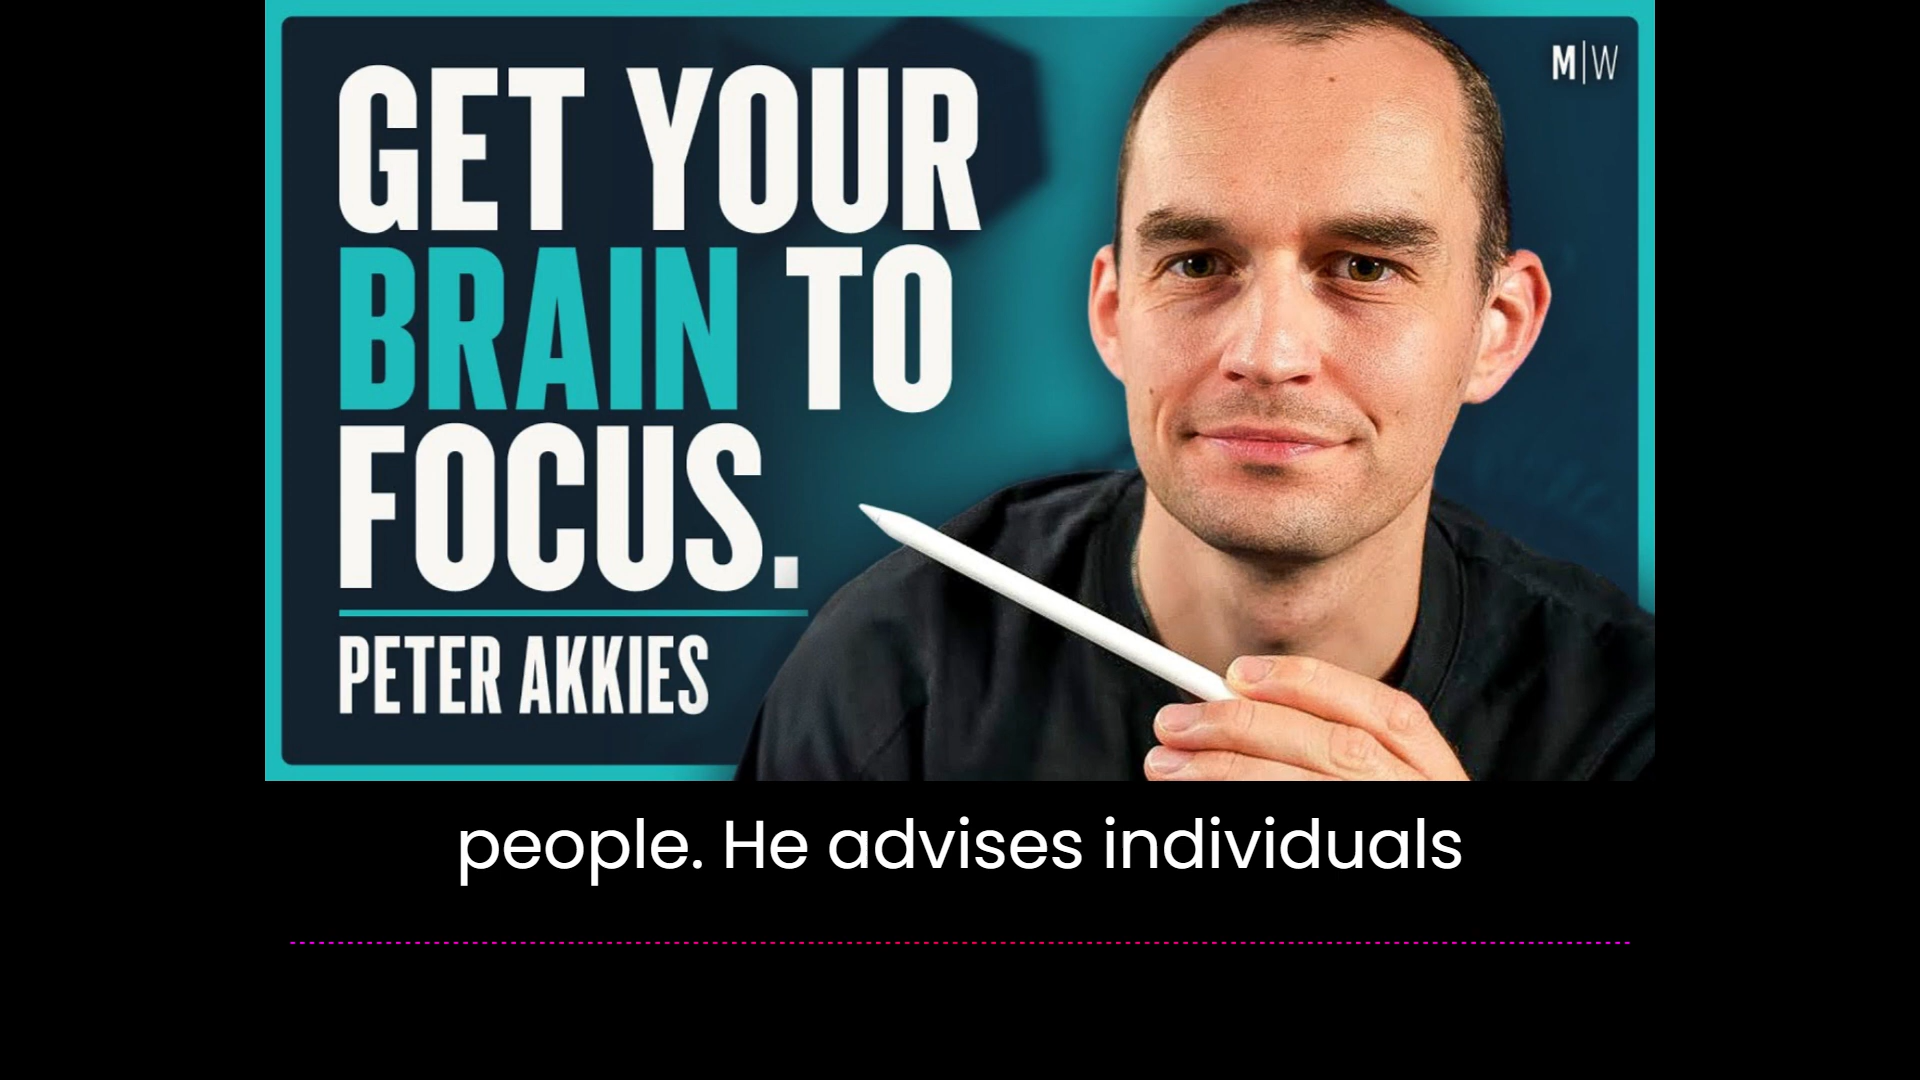 GET YOUR
BRAIN TO
FOCUS.
PETER AKKIES
M|W
people. He advises individuals